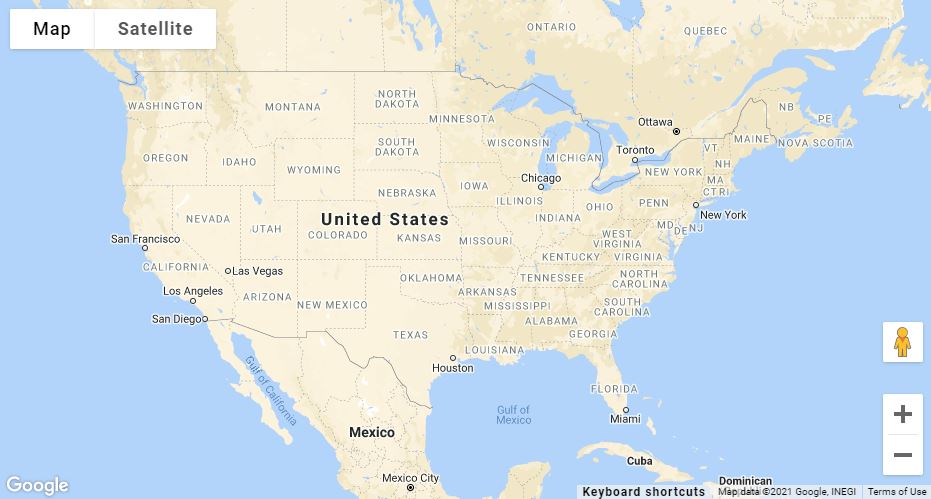 Map
Satellite
ONTARIO
QUEBEC
WASHINGTON
MONTANA
NORTH
DAKOTA
MINNESOTA
NB
PE
Ottawa
MAINE
NOVA SCOTIA
OREGON
IDAHO
WYOMING
SOUTH
DAKOTA
WISCONSIN
MICHIGAN
Toronto
VT
NH
NEW YORK
MA
CT
RI
NEBRASKA
IOWA
Chicago
ILLINOIS
INDIANA
OHIO
PENN
New York
NEVADA
UTAH
COLORADO
United States
KANSAS
MISSOURI
WEST
VIRGINIA
MD
DE
NJ
San Francisco
CALIFORNIA
Las Vegas
KENTUCKY
VIRGINIA
Los Angeles
ARIZONA
NEW MEXICO
OKLAHOMA
ARKANSAS
TENNESSEE
NORTH
CAROLINA
San Diego
MISSISSIPPI
SOUTH
CAROLINA
TEXAS
ALABAMA
GEORGIA
LOUISIANA
Houston
Gulf of California
FLORIDA
Gulf of
Mexico
Miami
Mexico
Cuba
Mexico City
Dominican
Google
Keyboard shortcuts
Map data ©2021 Google, INEGI
Terms of Use